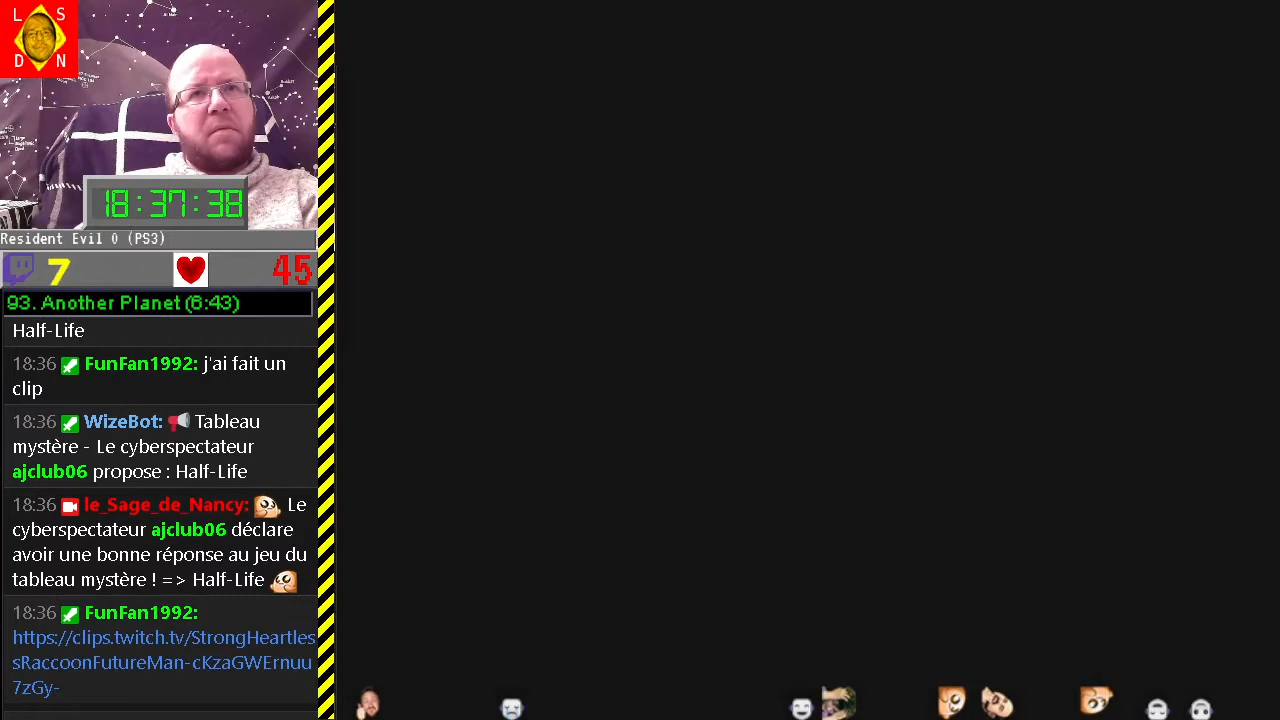 L S
D N
18:37:38
Resident Evil 0 (PS3)
7 45
93. Another Planet (6:43)
Half-Life
18:36 FunFan1992: j'ai fait un
clip
18:36 WizeBot: Tableau
mystère - Le cyberspectateur
ajclub06 propose : Half-Life
18:36 le_Sage_de_Nancy: Le
cyberspectateur ajclub06 déclare
avoir une bonne réponse au jeu du
tableau mystère ! => Half-Life
18:36 FunFan1992:
https://clips.twitch.tv/StrongHeartles
sRaccoonFutureMan-cKzaGWErnuu
7zGy-